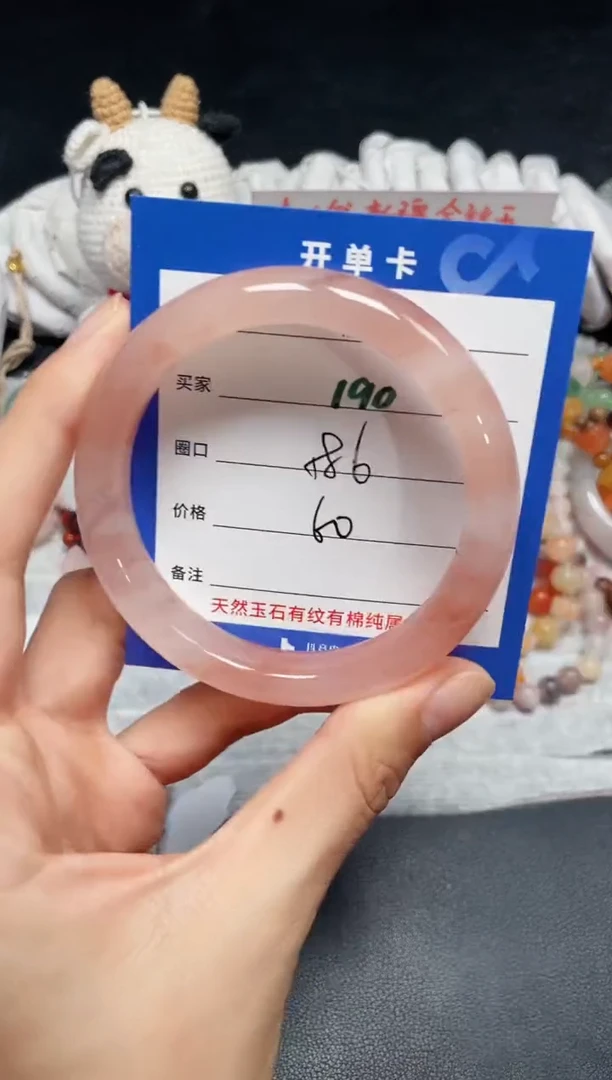 开单卡
买家 190
圈口
价格 60
备注
天然玉石有纹有棉纯属